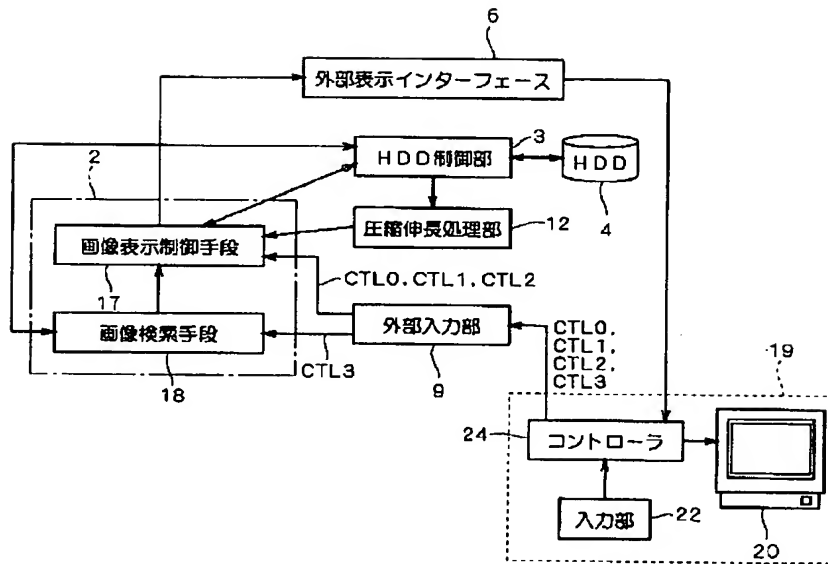 6
外部表示インターフェース
3
HDD制御部
HDD
4
2
圧縮伸長処理部
12
画像表示制御手段
17
CTL0, CTL1, CTL2
画像検索手段
18
CTL3
外部入力部
9
CTL0,
CTL1,
CTL2,
CTL3
19
24
コントローラ
入力部
22
20